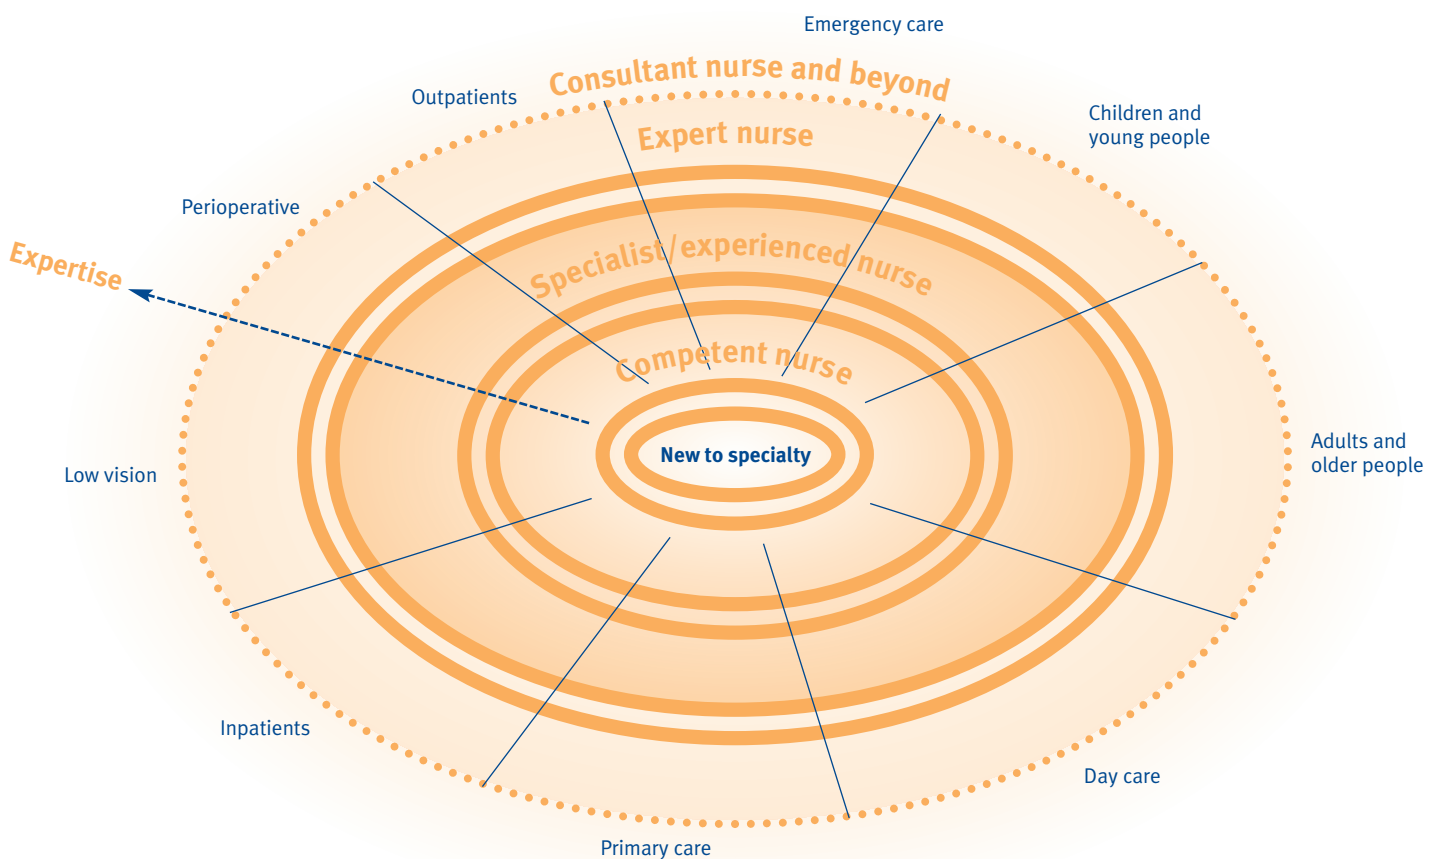 Emergency care
Consultant nurse and beyond
Outpatients
Children and
young people
Expert nurse
Perioperative
Expertise
Specialist/experienced nurse
Competent nurse
New to specialty
Adults and
older people
Low vision
Inpatients
Day care
Primary care